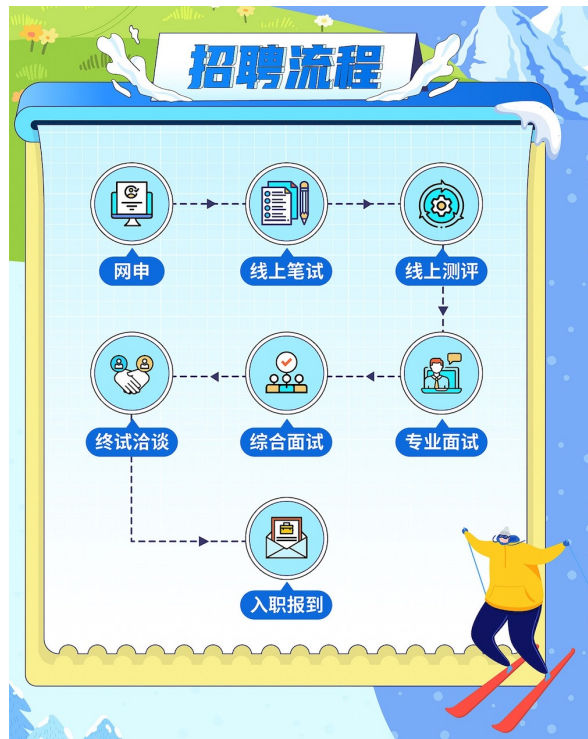 招聘流程
网申
线上笔试
线上测评
专业面试
综合面试
终试洽谈
入职报到